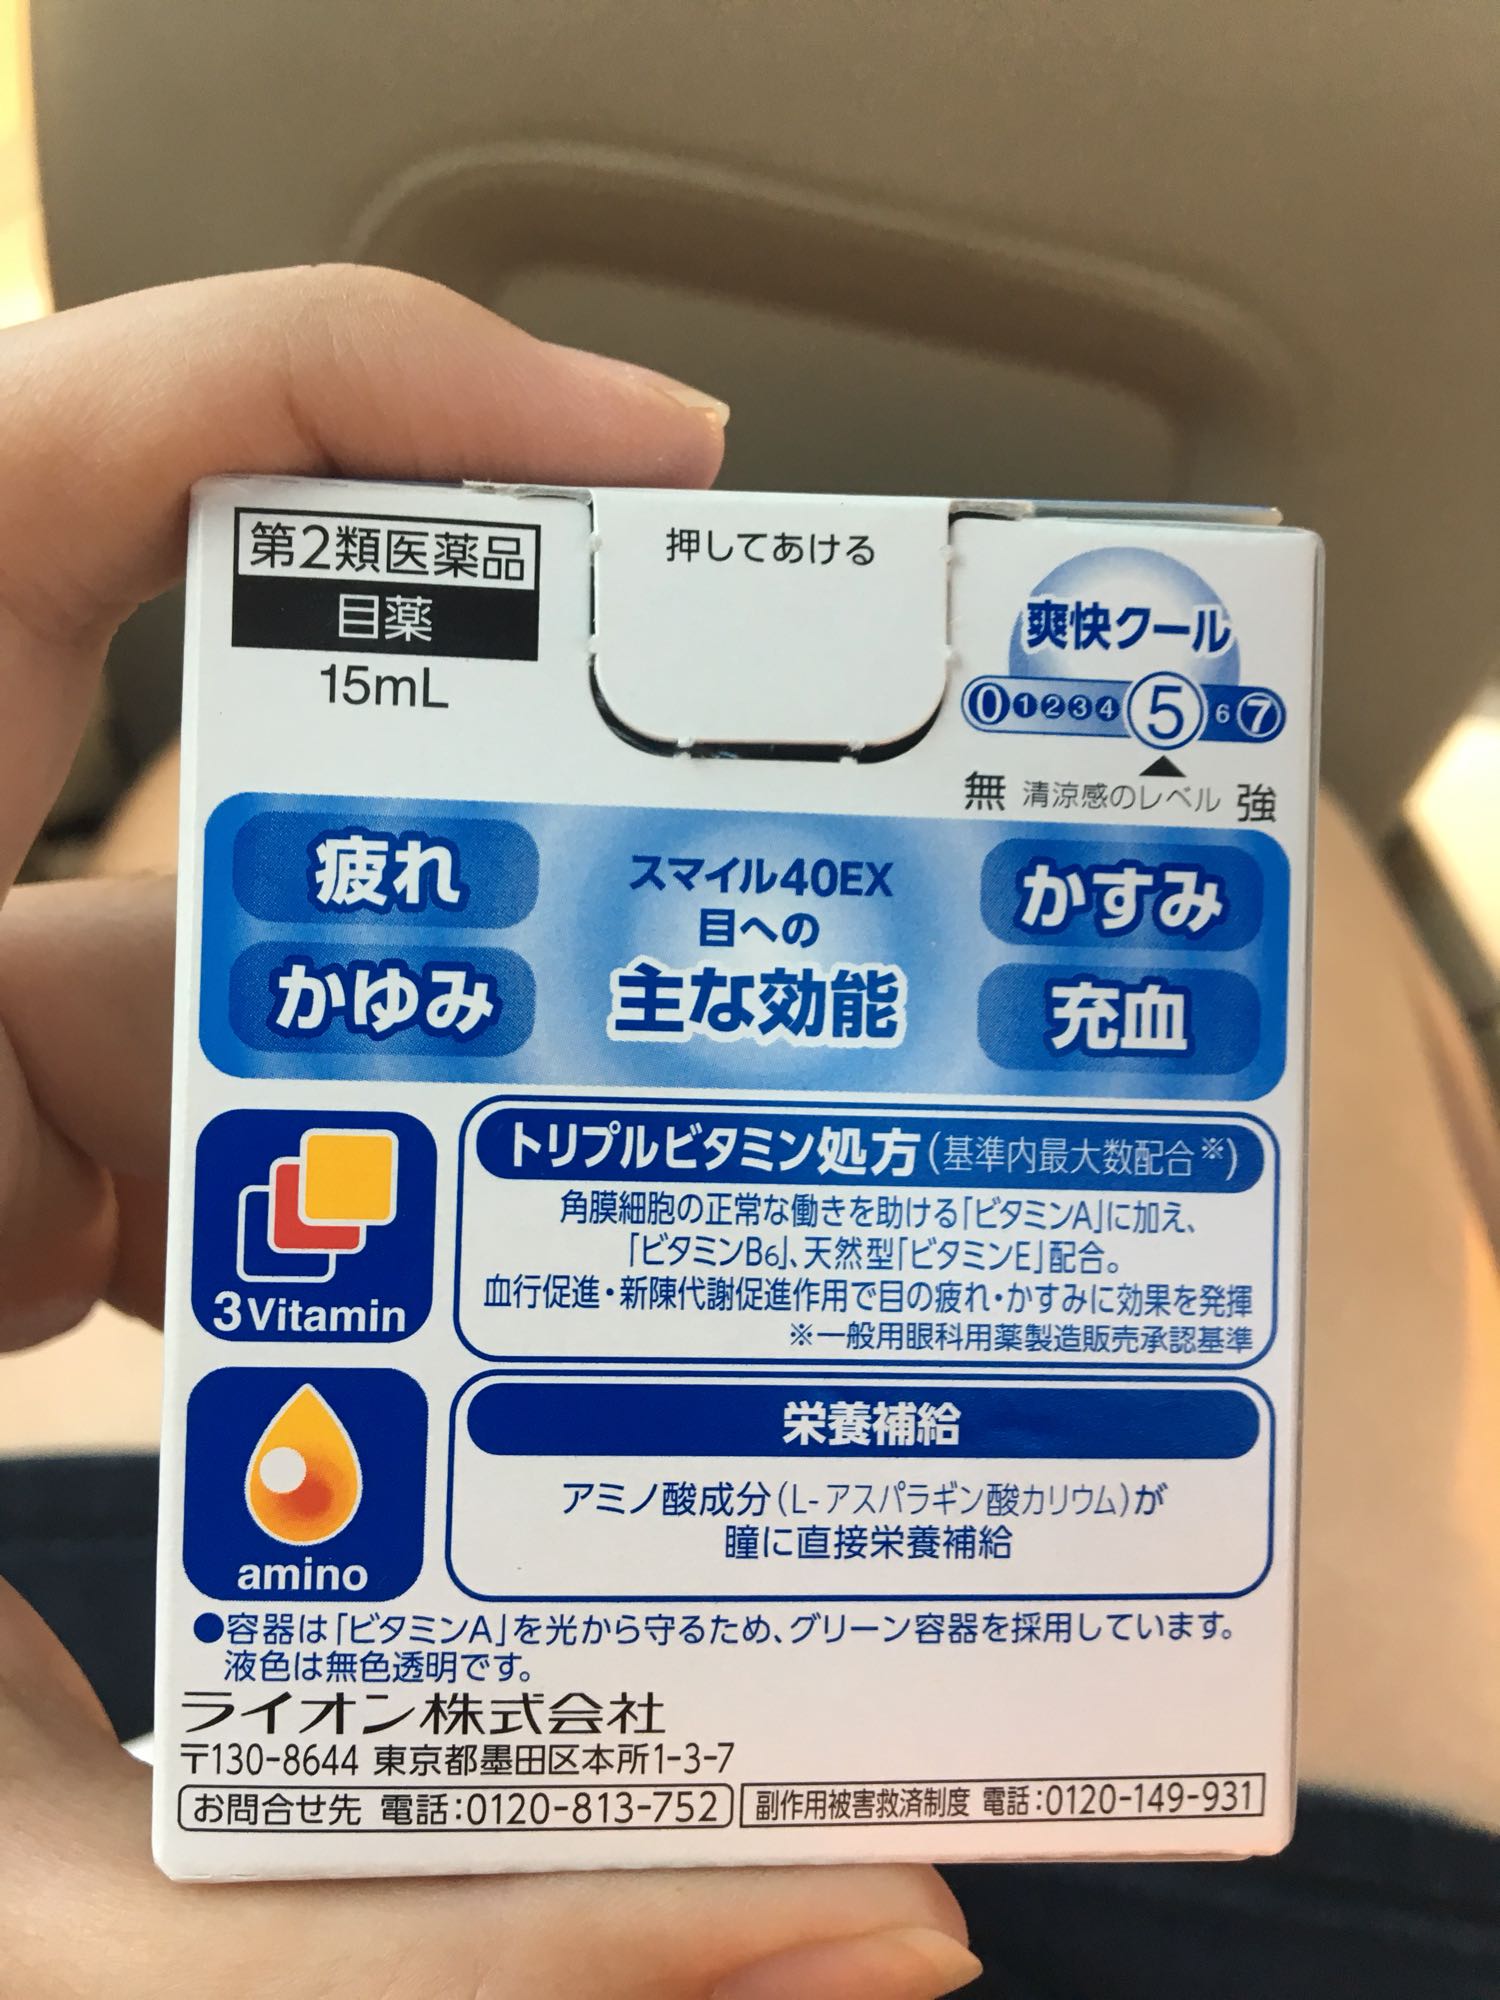 第2類医薬品
目薬
15mL
押してあける
爽快クール
0 1 2 3 4 5 6 7
無 清涼感のレベル 強
疲れ
かゆみ
スマイル40EX
目への
主な効能
かすみ
充血
3 Vitamin
トリプルビタミン処方(基準内最大数配合※)
角膜細胞の正常な働きを助ける「ビタミンA」に加え、
「ビタミンB6」、天然型「ビタミンE」配合。
血行促進・新陳代謝促進作用で目の疲れ・かすみに効果を発揮
※一般用眼科用薬製造販売承認基準
amino
栄養補給
アミノ酸成分(L-アスパラギン酸カリウム)が
瞳に直接栄養補給
●容器は「ビタミンA」を光から守るため、グリーン容器を採用しています。
液色は無色透明です。
ライオン株式会社
〒130-8644 東京都墨田区本所1-3-7
お問合せ先 電話:0120-813-752
副作用被害救済制度 電話:0120-149-931